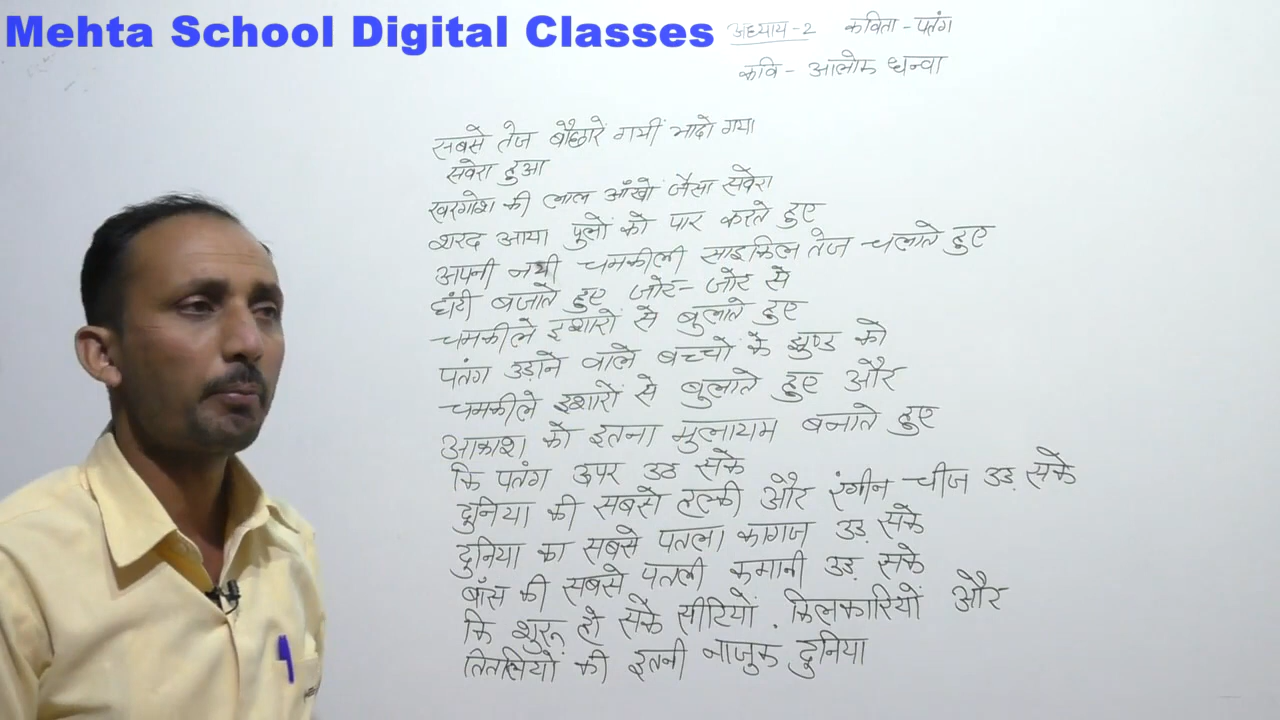 Mehta School Digital Classes
अध्याय-2 कविता-पतंग
कवि - आलोक धन्वा
सबसे तेज बौछारें गयीं भादो गया
सवेरा हुआ
खरगोश की लाल आँखों जैसा सवेरा
शरद आया पुलों को पार करते हुए
अपनी नयी चमकीली साइकिल तेज चलाते हुए
घंटी बजाते हुए जोर-जोर से
चमकीले इशारों से बुलाते हुए
पतंग उड़ाने वाले बच्चों के झुण्ड को
चमकीले इशारों से बुलाते हुए और
आकाश को इतना मुलायम बनाते हुए
कि पतंग ऊपर उठ सके
दुनिया की सबसे हल्की और रंगीन चीज उड़ सके
दुनिया का सबसे पतला कागज उड़ सके
बाँस की सबसे पतली कमानी उड़ सके
कि शुरू हो सके सीटियों. किलकारियों और
तितलियों की इतनी नाजुक दुनिया